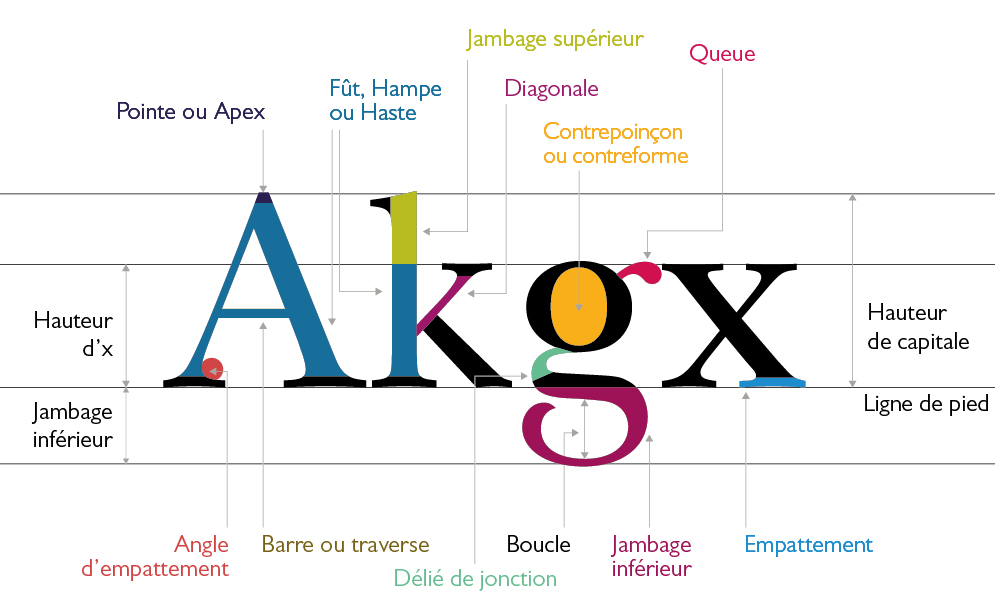 Jambage supérieur
Queue
Pointe ou Apex
Fût, Hampe
ou Haste
Diagonale
Contrepoinçon
ou contreforme
Akgx
Hauteur
d'x
Hauteur
de capitale
Jambage
inférieur
Ligne de pied
Angle
d'empattement
Barre ou traverse
Délié de jonction
Boucle
Jambage
inférieur
Empattement